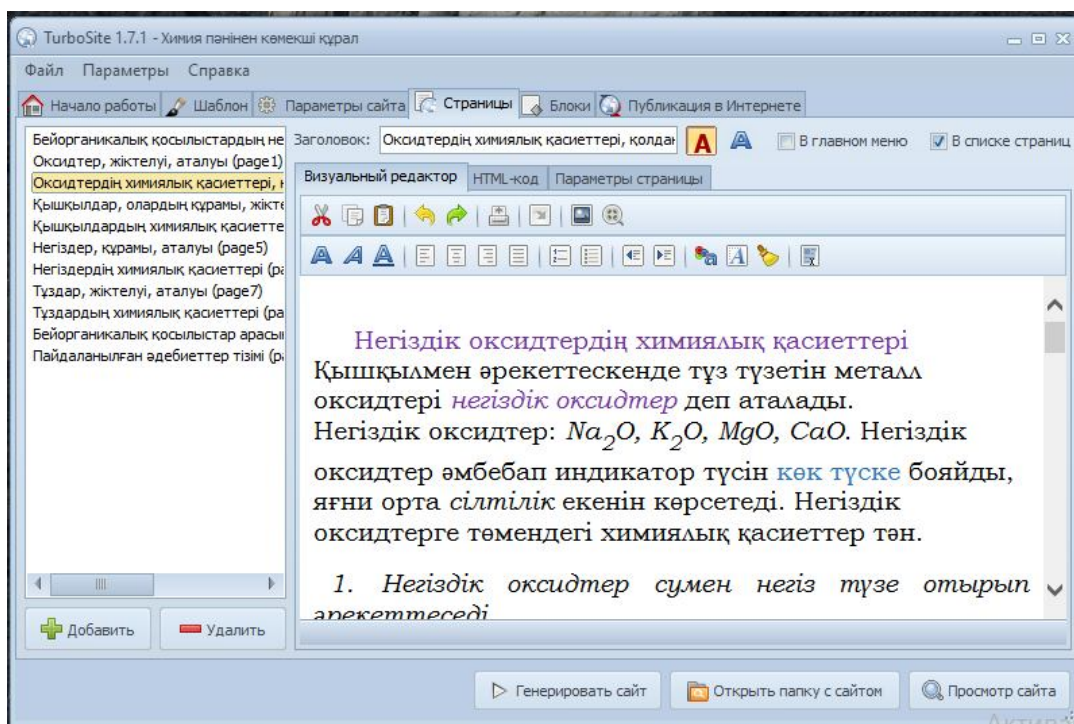 TurboSite 1.7.1 - Химия пәнінен көмекші құрал
Файл Параметры Справка
Начало работы Шаблон Параметры сайта Страницы Блоки Публикация в Интернете
Бейорганикалық қосылыстардың не
Оксидтер, жіктелуі, аталуы (page1)
Оксидтердің химиялық қасиеттері, к
Қышқылдар, олардың құрамы, жікте
Қышқылдардың химиялық қасиетте
Негіздер, құрамы, аталуы (page5)
Негіздердің химиялық қасиеттері (pa
Тұздар, жіктелуі, аталуы (page7)
Тұздардың химиялық қасиеттері (pa
Бейорганикалық қосылыстар арасын
Пайдаланылған әдебиеттер тізімі (pa
Добавить Удалить
Заголовок: Оксидтердің химиялық қасиеттері, қолдан В главном меню В списке страниц
Визуальный редактор HTML-код Параметры страницы
Негіздік оксидтердің химиялық қасиеттері
Қышқылмен әрекеттескенде тұз түзетін металл
оксидтері негіздік оксидтер деп аталады.
Негіздік оксидтер: Na₂O, K₂O, MgO, CaO. Негіздік
оксидтер әмбебап индикатор түсін көк түске бояйды,
яғни орта сілтілік екенін көрсетеді. Негіздік
оксидтерге төмендегі химиялық қасиеттер тән.
1. Негіздік оксидтер сумен негіз түзе отырып
әрекеттеседі
Генерировать сайт Открыть папку с сайтом Просмотр сайта